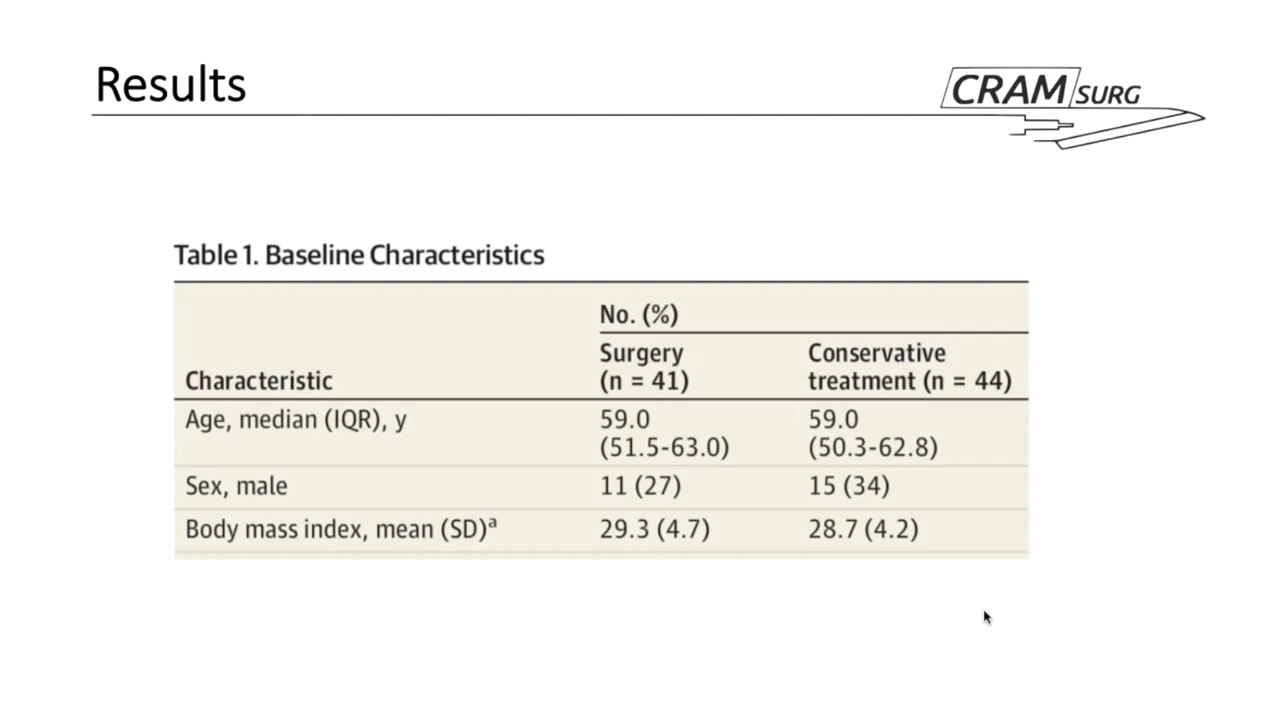 Results
CRAM SURG
Table 1. Baseline Characteristics
No. (%)
Surgery Conservative
Characteristic (n = 41) treatment (n = 44)
Age, median (IQR), y 59.0 59.0
(51.5-63.0) (50.3-62.8)
Sex, male 11 (27) 15 (34)
Body mass index, mean (SD)ᵃ 29.3 (4.7) 28.7 (4.2)